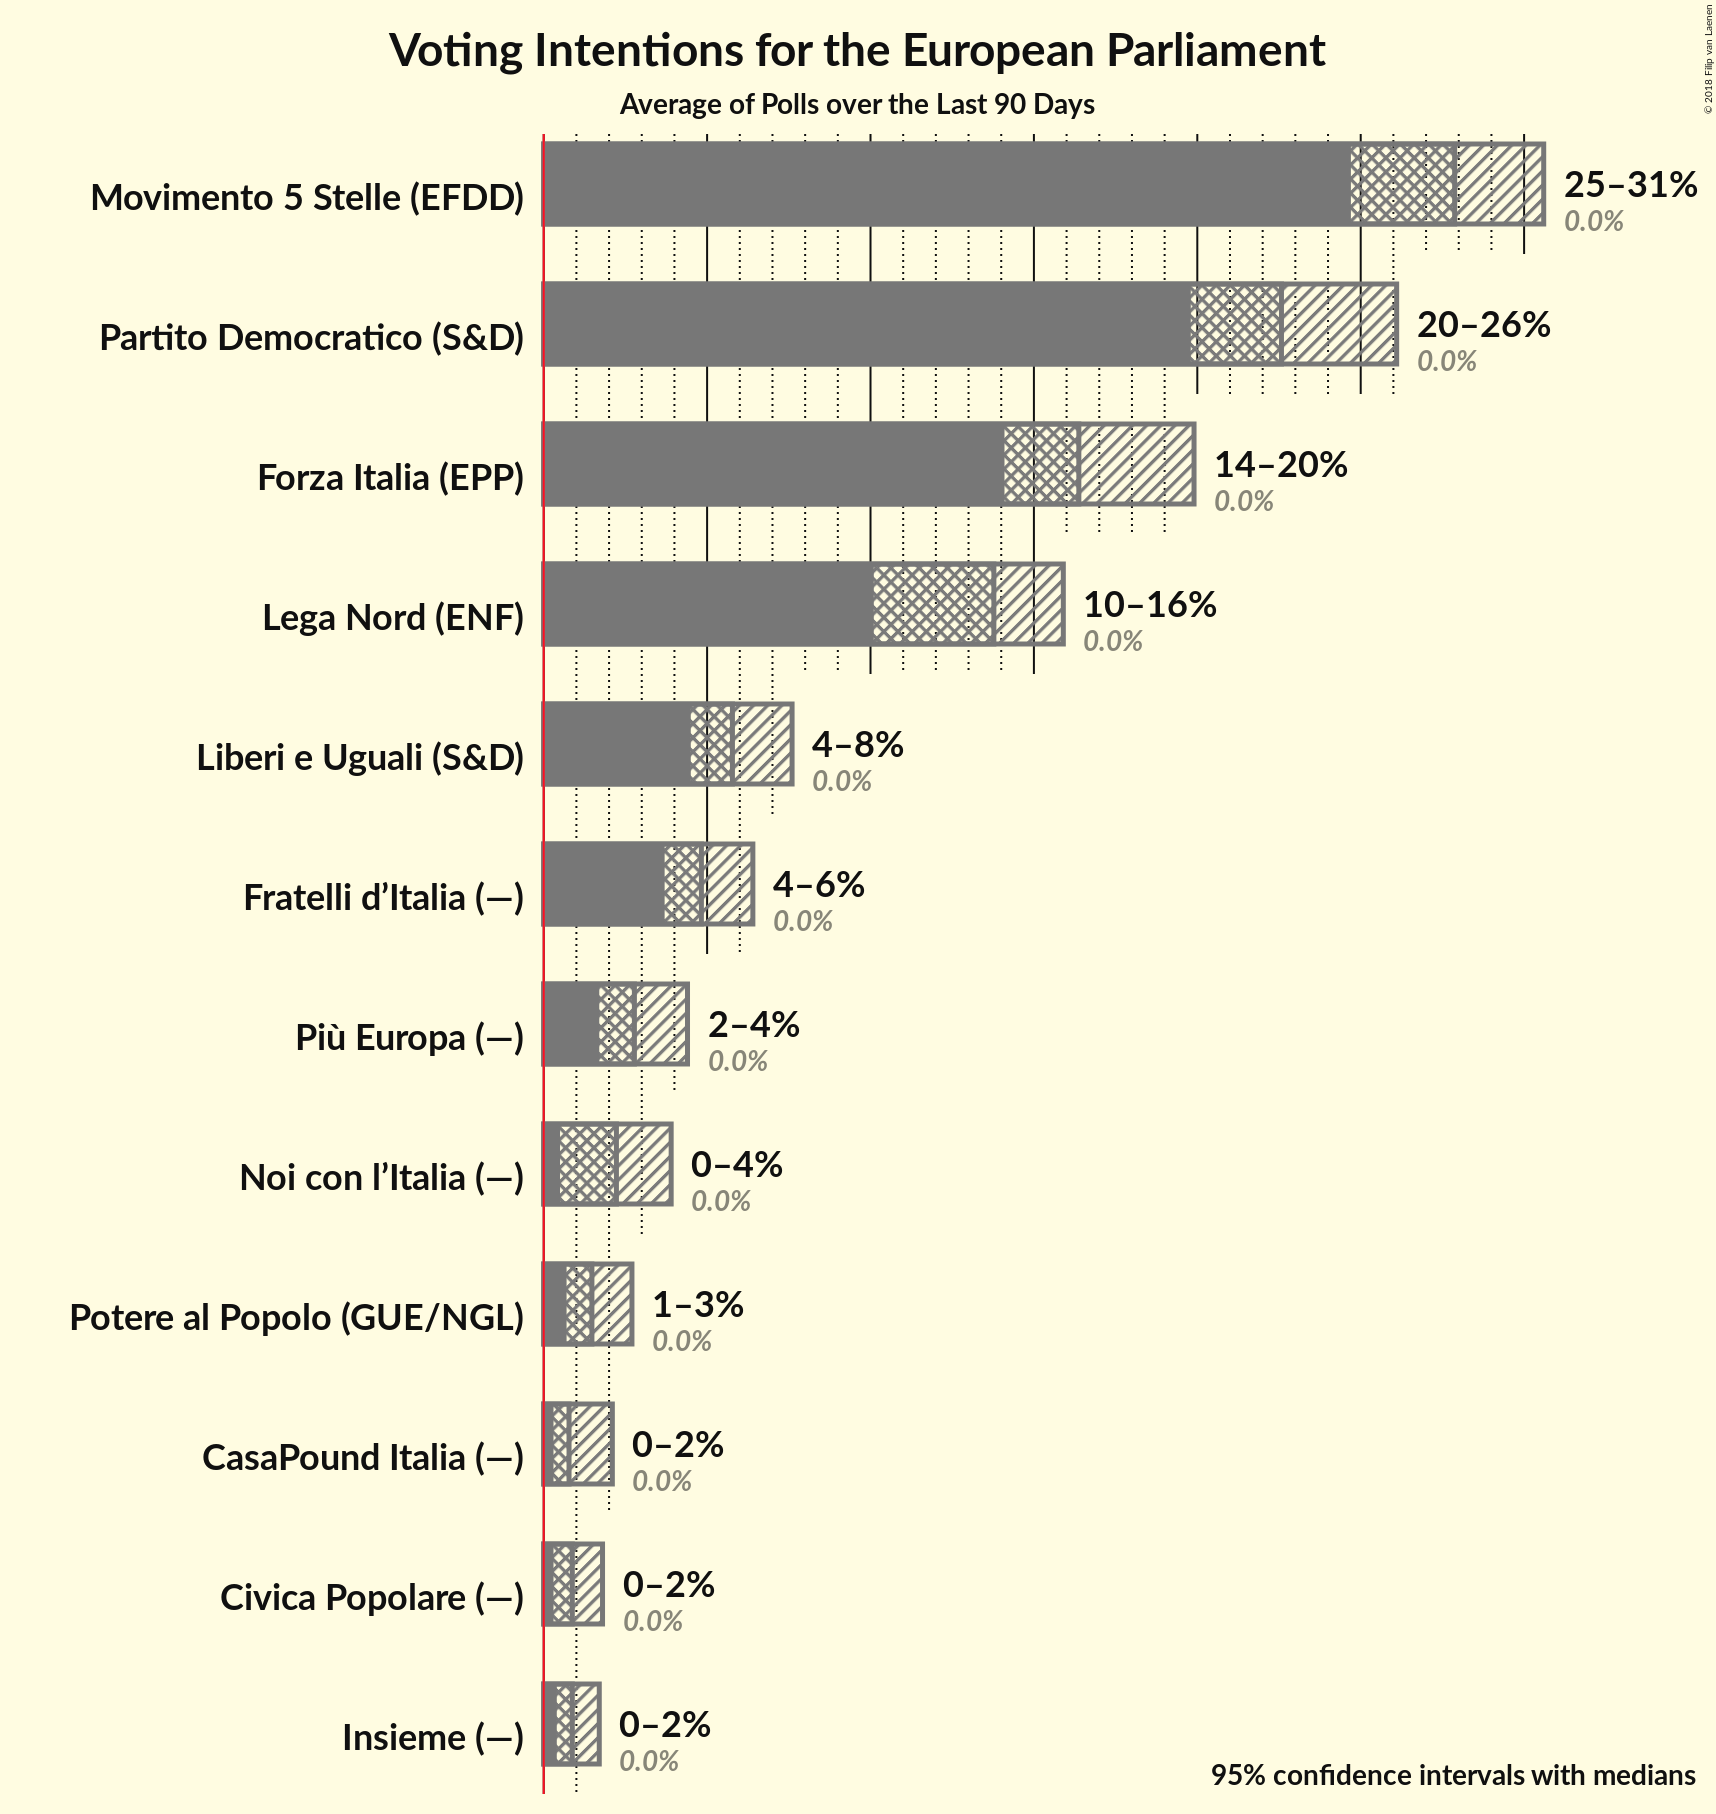 Voting Intentions for the European Parliament
Average of Polls over the Last 90 Days
© 2018 Filip van Laenen
Movimento 5 Stelle (EFDD)
25–31%
0.0%
Partito Democratico (S&D)
20–26%
0.0%
Forza Italia (EPP)
14–20%
0.0%
Lega Nord (ENF)
10–16%
0.0%
Liberi e Uguali (S&D)
4–8%
0.0%
Fratelli d’Italia (—)
4–6%
0.0%
Più Europa (—)
2–4%
0.0%
Noi con l’Italia (—)
0–4%
0.0%
Potere al Popolo (GUE/NGL)
1–3%
0.0%
CasaPound Italia (—)
0–2%
0.0%
Civica Popolare (—)
0–2%
0.0%
Insieme (—)
0–2%
0.0%
95% confidence intervals with medians